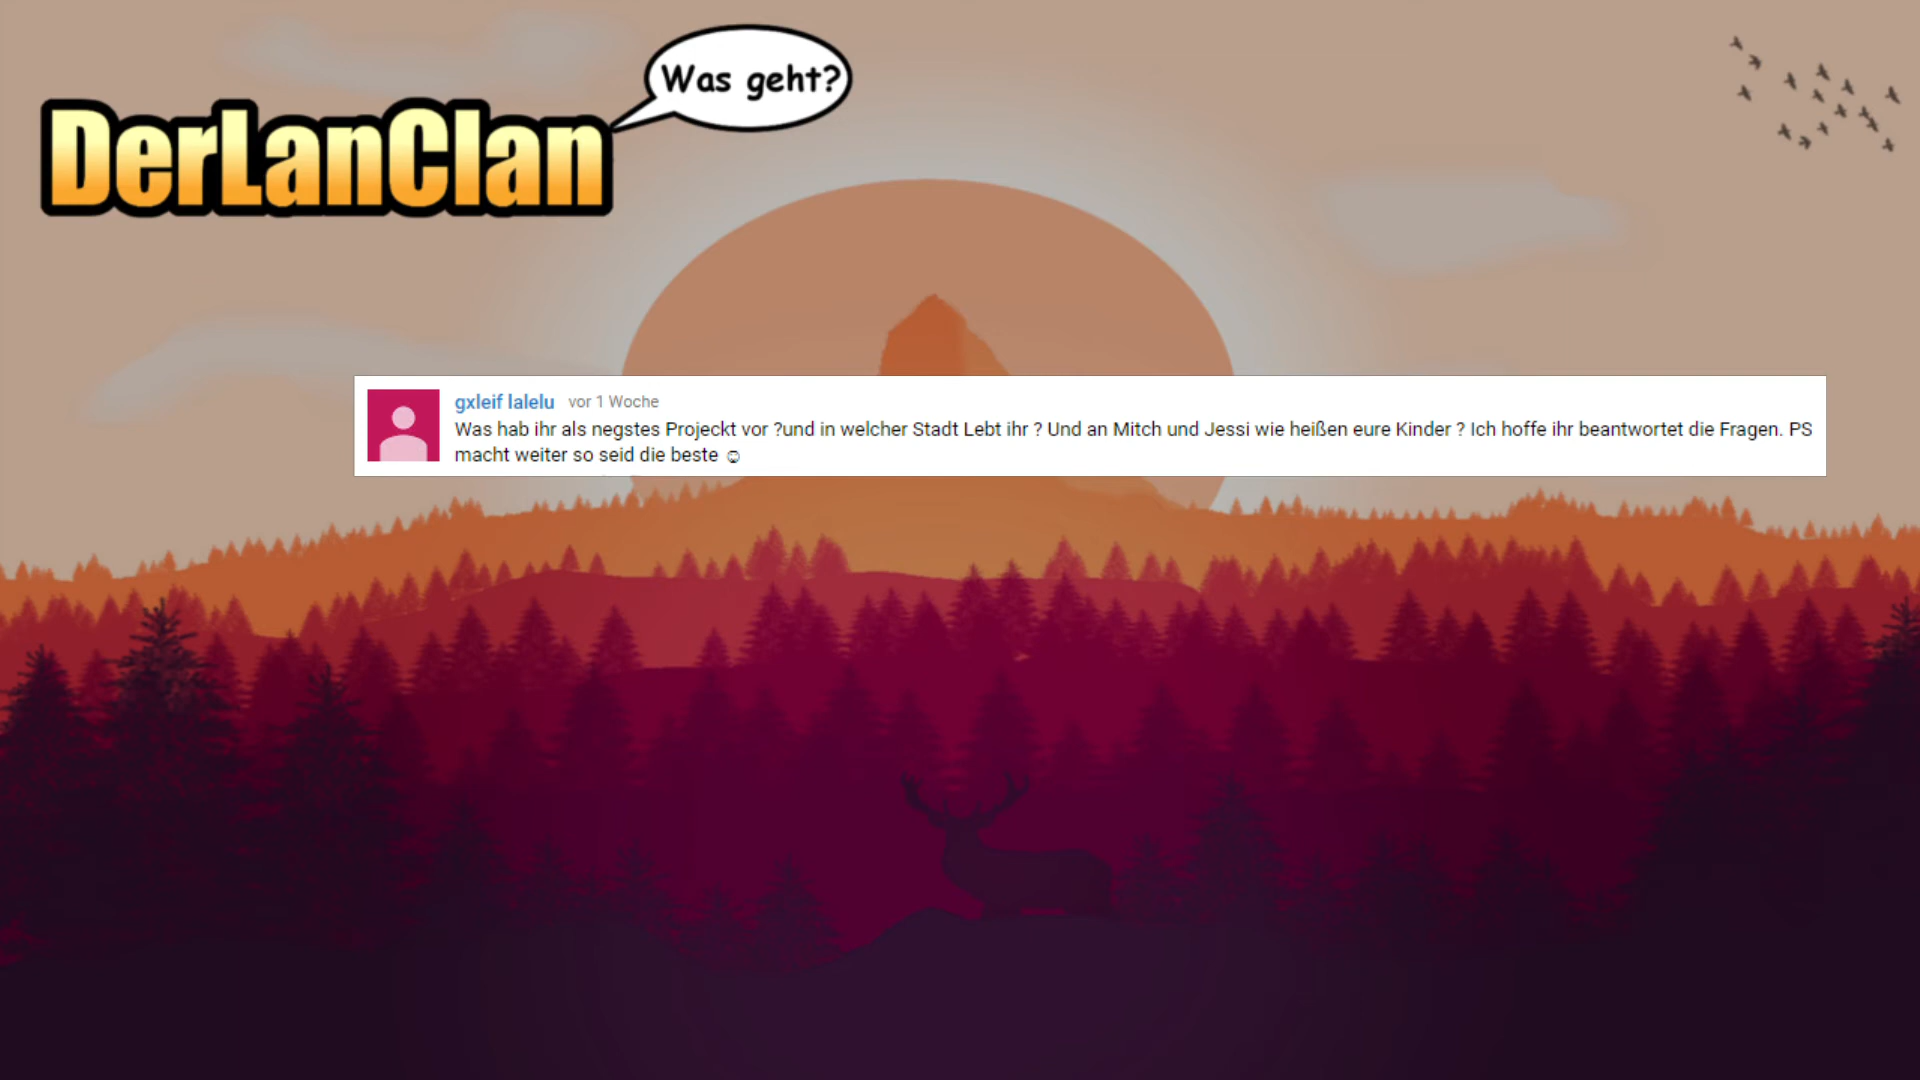 Was geht?
DerLanClan
gxleif lalelu vor 1 Woche
Was hab ihr als negstes Projeckt vor ?und in welcher Stadt Lebt ihr ? Und an Mitch und Jessi wie heißen eure Kinder ? Ich hoffe ihr beantwortet die Fragen. PS
macht weiter so seid die beste ☺